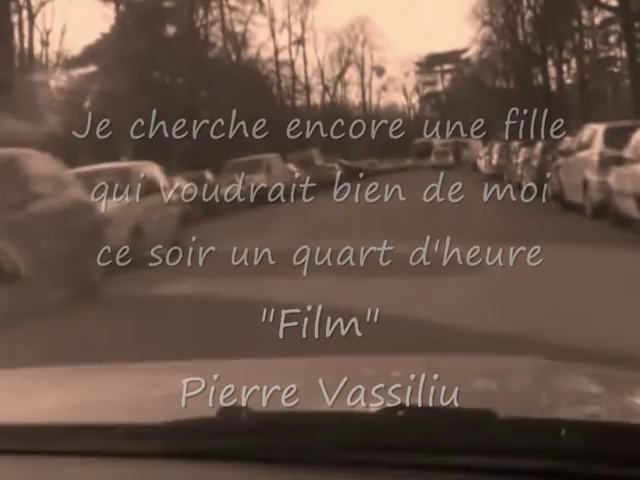 Je cherche encore une fille
qui voudrait bien de moi
ce soir un quart d'heure
"Film"
Pierre Vassiliu